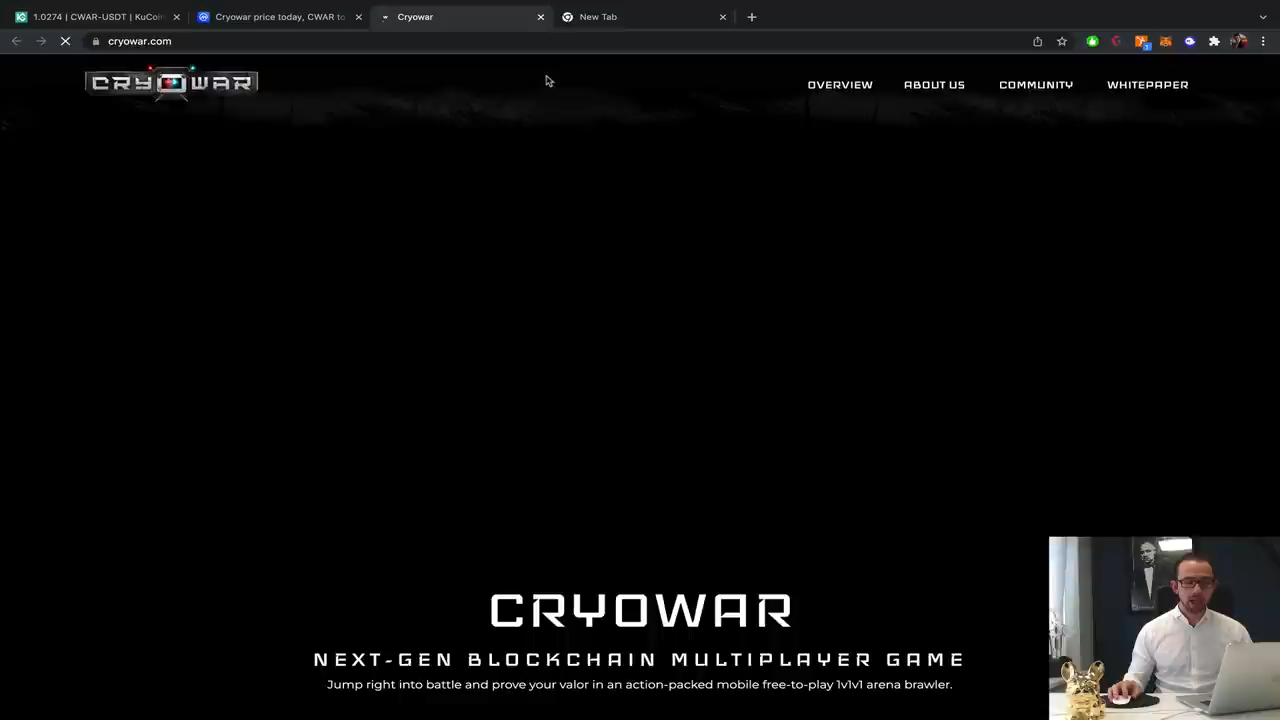 1.0274 | CWAR-USDT | KuCoin
Cryowar price today, CWAR to
Cryowar
New Tab
cryowar.com
CRYOWAR
OVERVIEW
ABOUT US
COMMUNITY
WHITEPAPER
CRYOWAR
NEXT-GEN BLOCKCHAIN MULTIPLAYER GAME
Jump right into battle and prove your valor in an action-packed mobile free-to-play 1v1v1 arena brawler.